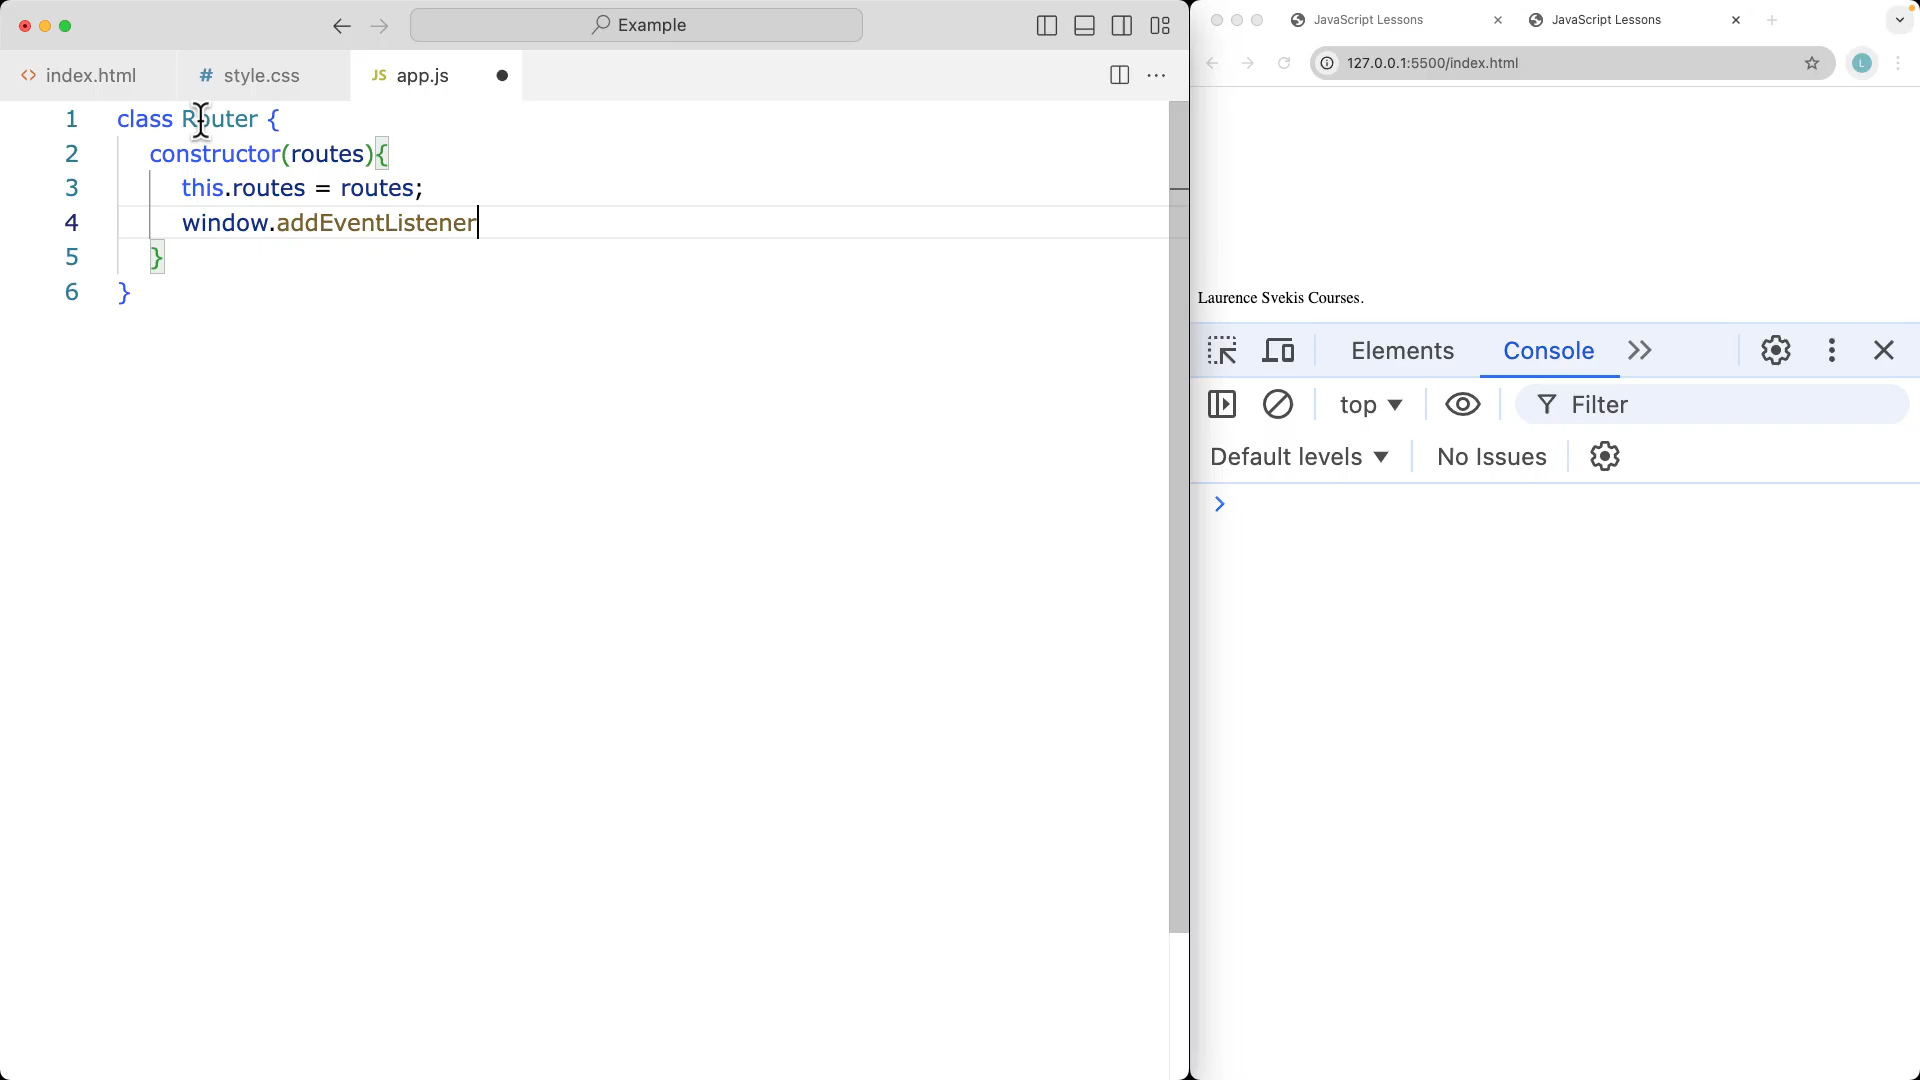 Example
index.html
# style.css
JS app.js
1 class Router {
2 constructor(routes){
3 this.routes = routes;
4 window.addEventListener
5 }
6 }
JavaScript Lessons
JavaScript Lessons
127.0.0.1:5500/index.html
L
Laurence Svekis Courses.
Elements
Console
top
Filter
Default levels
No Issues